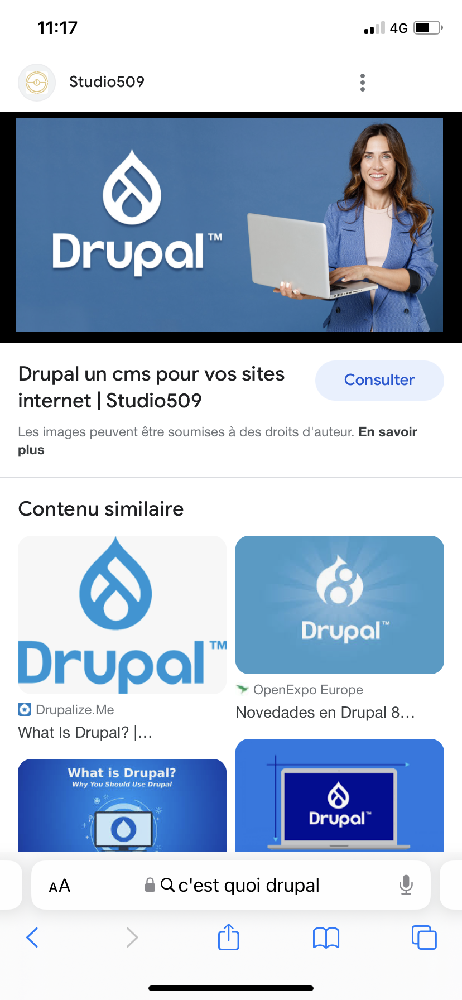 11:17
4G
Studio509
Drupal™
Drupal un cms pour vos sites
internet | Studio509
Consulter
Les images peuvent être soumises à des droits d'auteur. En savoir
plus
Contenu similaire
Drupal™
Drupalize.Me
What Is Drupal? |...
Drupal™
OpenExpo Europe
Novedades en Drupal 8...
What is Drupal?
Why You Should Use Drupal
Drupal™
AA
c'est quoi drupal